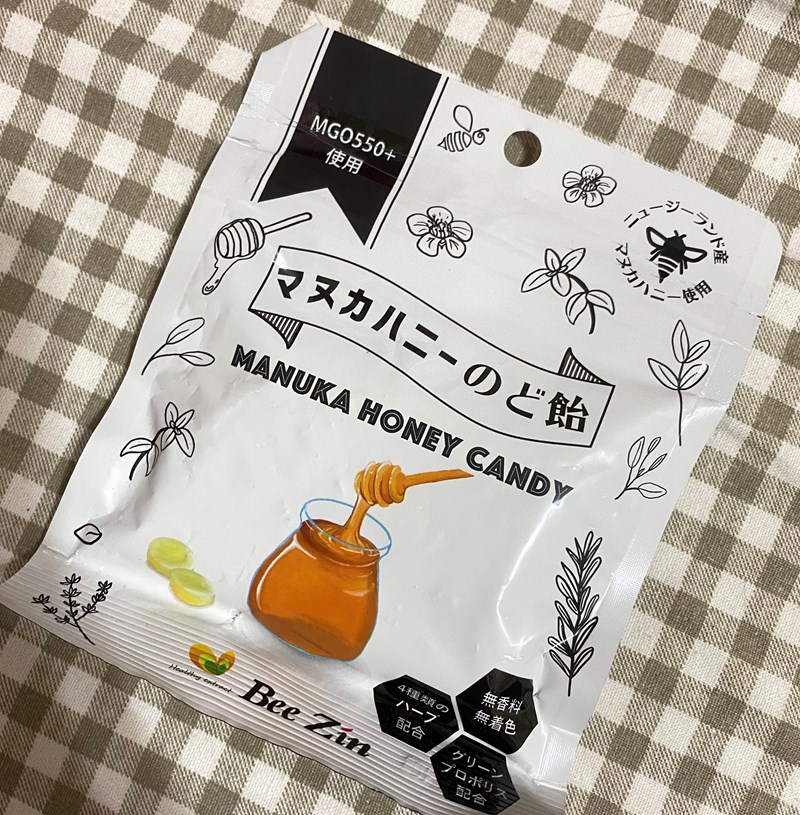 MGO550+
使用
ニュージーランド産
マヌカハニー使用
マヌカハニーのど飴
MANUKA HONEY CANDY
Healthy extract
Bee Zin
4種類の
ハーブ
配合
無香料
無着色
グリーン
プロポリス
配合